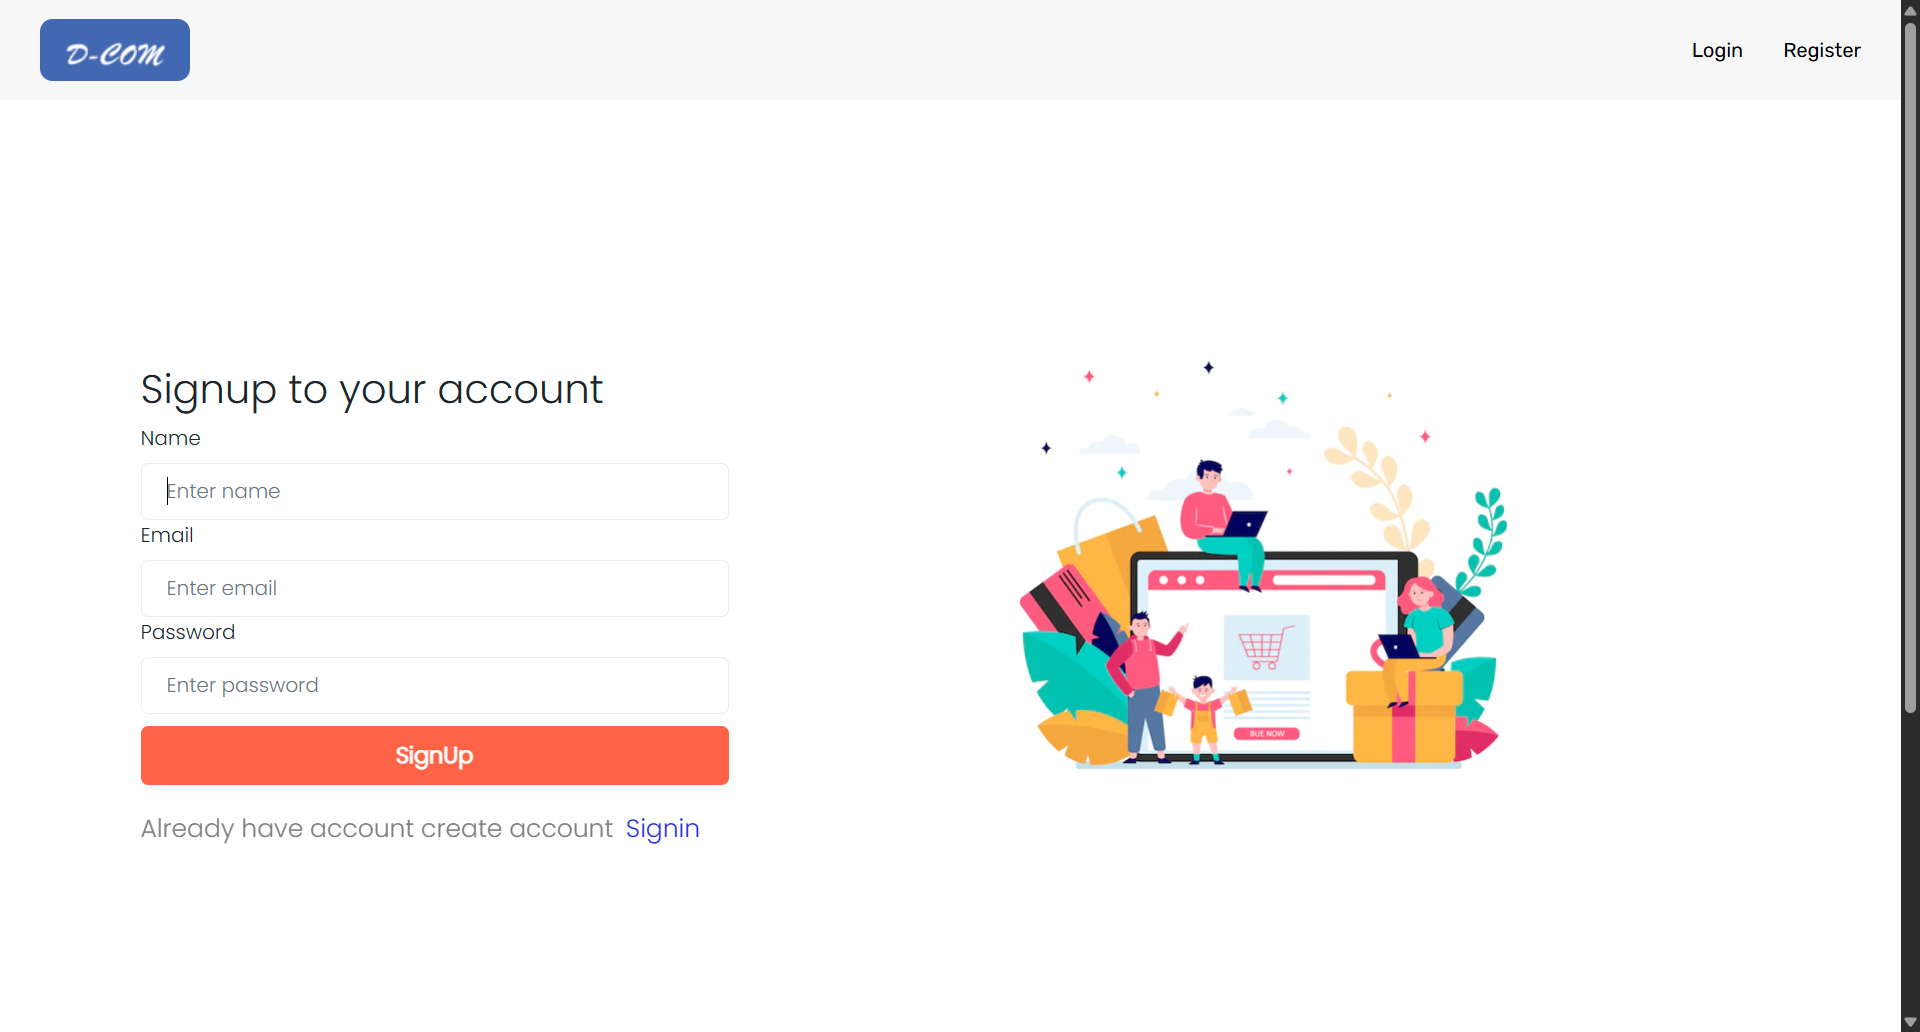 D-COM
Login Register
Signup to your account
Name
Enter name
Email
Enter email
Password
Enter password
SignUp
Already have account create account Signin
BUE NOW